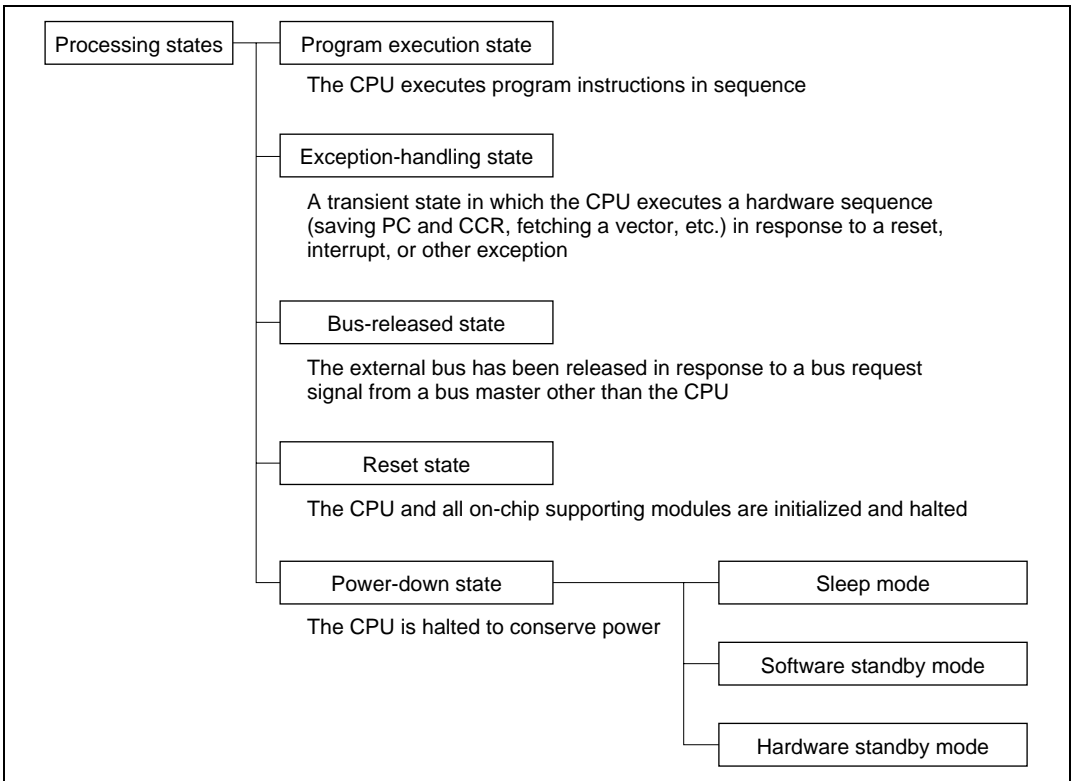 Processing states
Program execution state
The CPU executes program instructions in sequence
Exception-handling state
A transient state in which the CPU executes a hardware sequence
(saving PC and CCR, fetching a vector, etc.) in response to a reset,
interrupt, or other exception
Bus-released state
The external bus has been released in response to a bus request
signal from a bus master other than the CPU
Reset state
The CPU and all on-chip supporting modules are initialized and halted
Power-down state
Sleep mode
The CPU is halted to conserve power
Software standby mode
Hardware standby mode